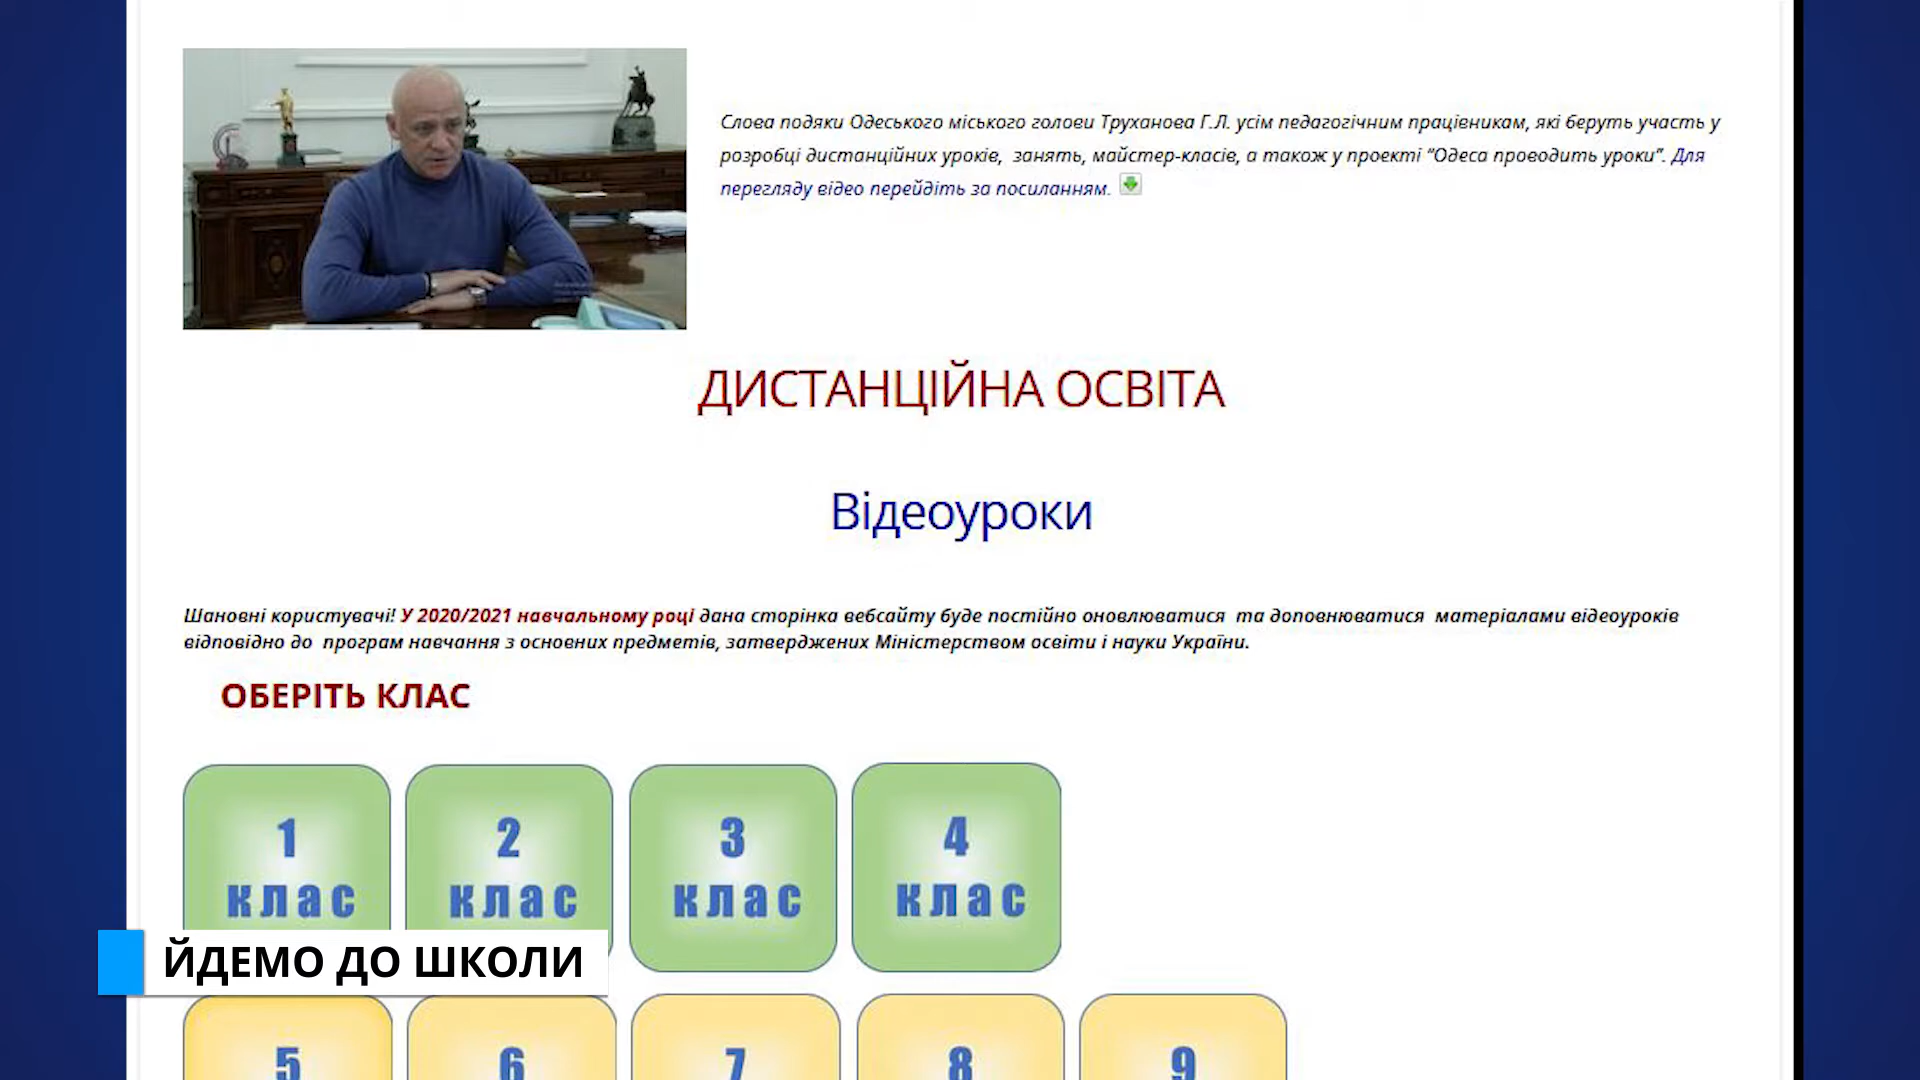 Слова подяки Одеського міського голови Труханова Г.Л. усім педагогічним працівникам, які беруть участь у
розробці дистанційних уроків, занять, майстер-класів, а також у проекті “Одеса проводить уроки”. Для
перегляду відео перейдіть за посиланням.
ДИСТАНЦІЙНА ОСВІТА
Відеоуроки
Шановні користувачі! У 2020/2021 навчальному році дана сторінка вебсайту буде постійно оновлюватися та доповнюватися матеріалами відеоуроків
відповідно до програм навчання з основних предметів, затверджених Міністерством освіти і науки України.
ОБЕРІТЬ КЛАС
1 2 3 4
клас клас клас клас
ЙДЕМО ДО ШКОЛИ
5 6 7 8 9